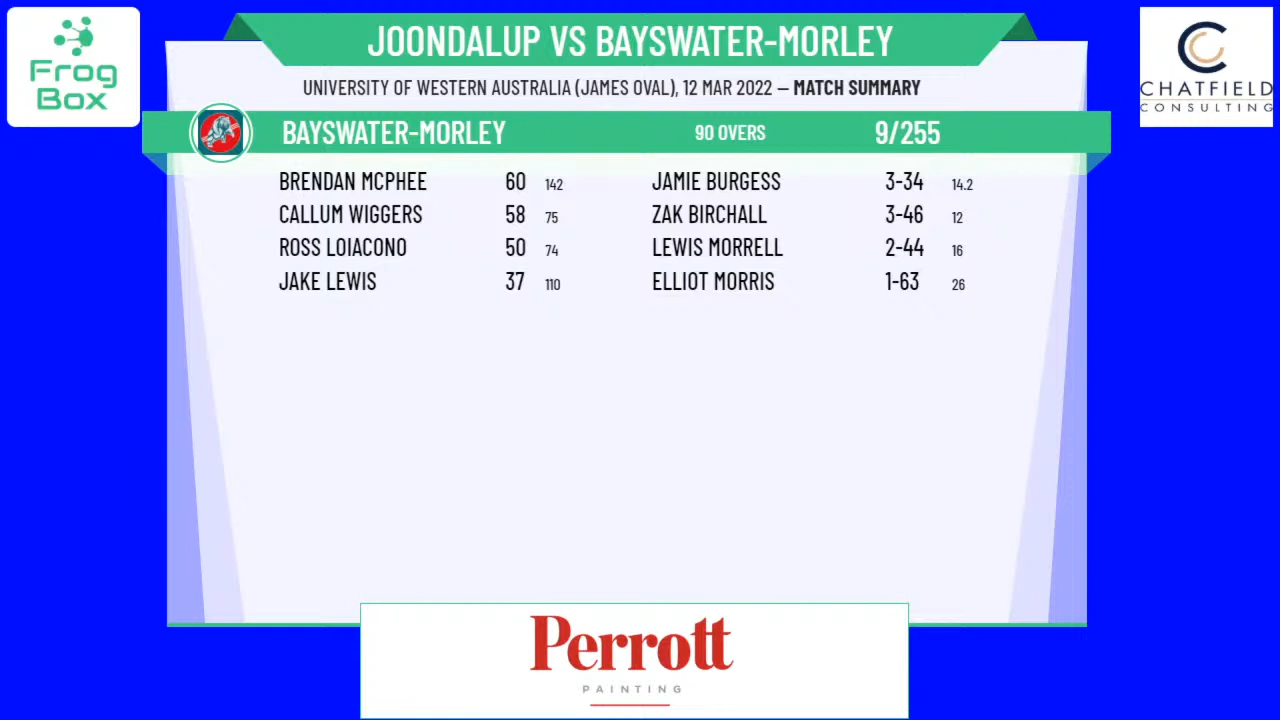 JOONDALUP VS BAYSWATER-MORLEY
Frog
Box
CHATFIELD
CONSULTING
UNIVERSITY OF WESTERN AUSTRALIA (JAMES OVAL), 12 MAR 2022 – MATCH SUMMARY
BAYSWATER-MORLEY 90 OVERS 9/255
BRENDAN MCPHEE 60 142 JAMIE BURGESS 3-34 14.2
CALLUM WIGGERS 58 75 ZAK BIRCHALL 3-46 12
ROSS LOIACONO 50 74 LEWIS MORRELL 2-44 16
JAKE LEWIS 37 110 ELLIOT MORRIS 1-63 26
Perrott
PAINTING